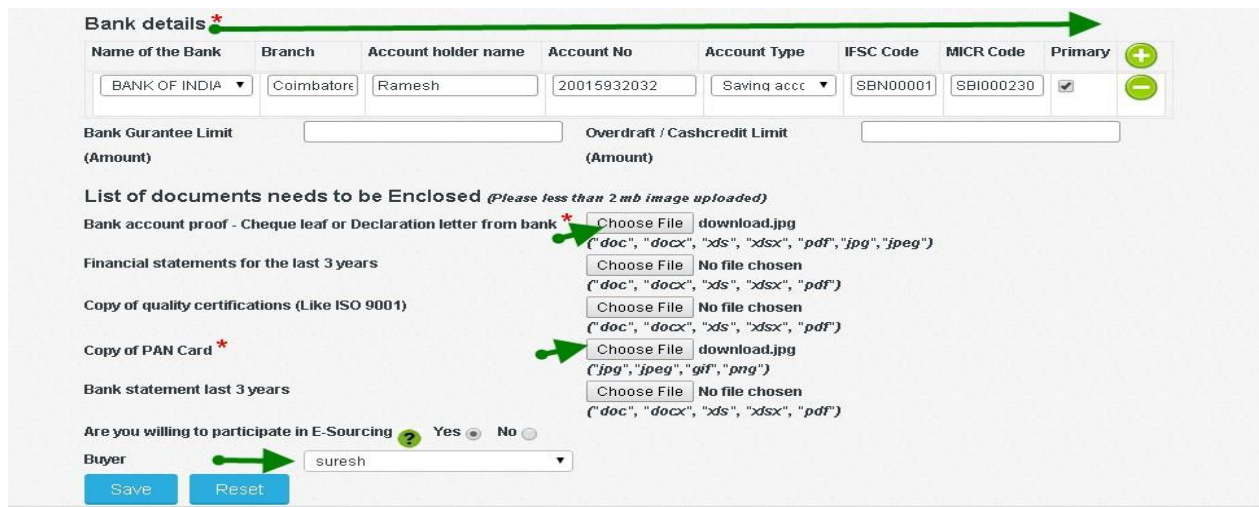 Bank details *
Name of the Bank Branch Account holder name Account No Account Type IFSC Code MICR Code Primary
BANK OF INDIA Coimbatore Ramesh 20015932032 Saving acc SBN00001 SBI000230
Bank Gurantee Limit Overdraft / Cashcredit Limit
(Amount) (Amount)
List of documents needs to be Enclosed (Please less than 2 mb image uploaded)
Bank account proof - Cheque leaf or Declaration letter from bank * Choose File download.jpg
("doc", "docx", "xls", "xlsx", "pdf","jpg","jpeg")
Financial statements for the last 3 years Choose File No file chosen
("doc", "docx", "xls", "xlsx", "pdf")
Copy of quality certifications (Like ISO 9001) Choose File No file chosen
("doc", "docx", "xls", "xlsx", "pdf")
Copy of PAN Card * Choose File download.jpg
("jpg","jpeg","gif","png")
Bank statement last 3 years Choose File No file chosen
("doc", "docx", "xls", "xlsx", "pdf")
Are you willing to participate in E-Sourcing ? Yes No
Buyer suresh
Save Reset